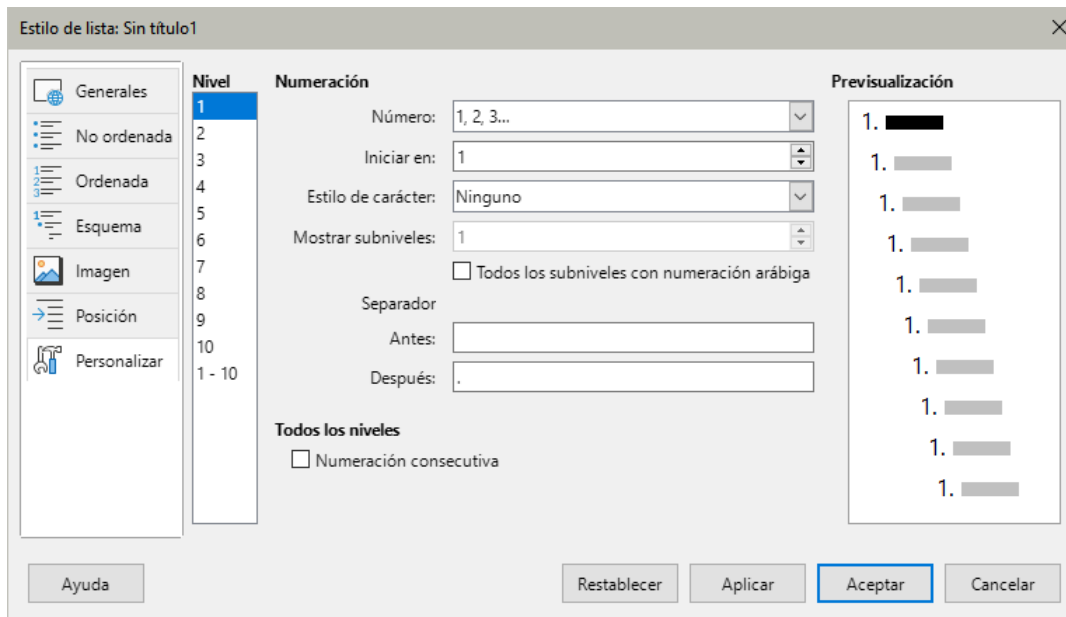 Estilo de lista: Sin título1
Generales
No ordenada
Ordenada
Esquema
Imagen
Posición
Personalizar
Nivel
1
2
3
4
5
6
7
8
9
10
1 - 10
Numeración
Número: 1, 2, 3...
Iniciar en: 1
Estilo de carácter: Ninguno
Mostrar subniveles: 1
Todos los subniveles con numeración arábiga
Separador
Antes:
Después: .
Todos los niveles
Numeración consecutiva
Previsualización
1.
1.
1.
1.
1.
1.
1.
1.
1.
1.
Ayuda
Restablecer
Aplicar
Aceptar
Cancelar